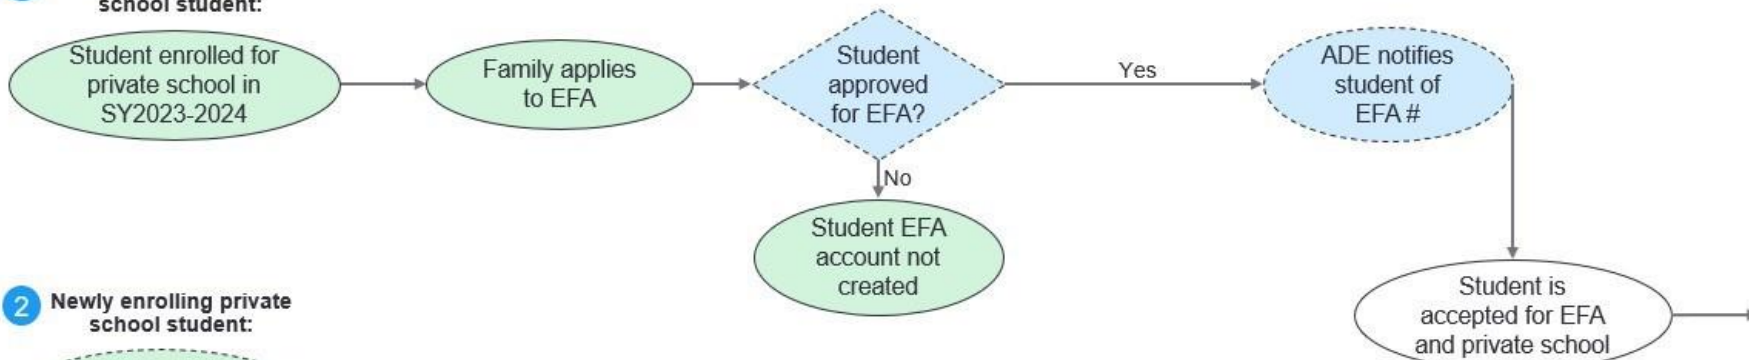 school student:
Student enrolled for
private school in
SY2023-2024
Family applies
to EFA
Student
approved
for EFA?
Yes
ADE notifies
student of
EFA #
No
Student EFA
account not
created
Student is
accepted for EFA
and private school
2 Newly enrolling private
school student: